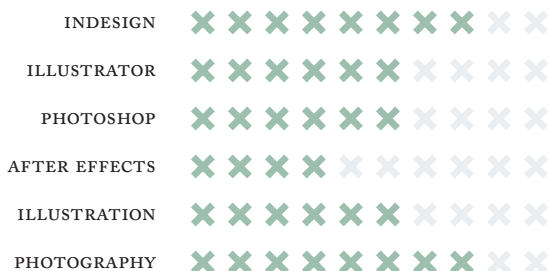 INDESIGN
ILLUSTRATOR
PHOTOSHOP
AFTER EFFECTS
ILLUSTRATION
PHOTOGRAPHY